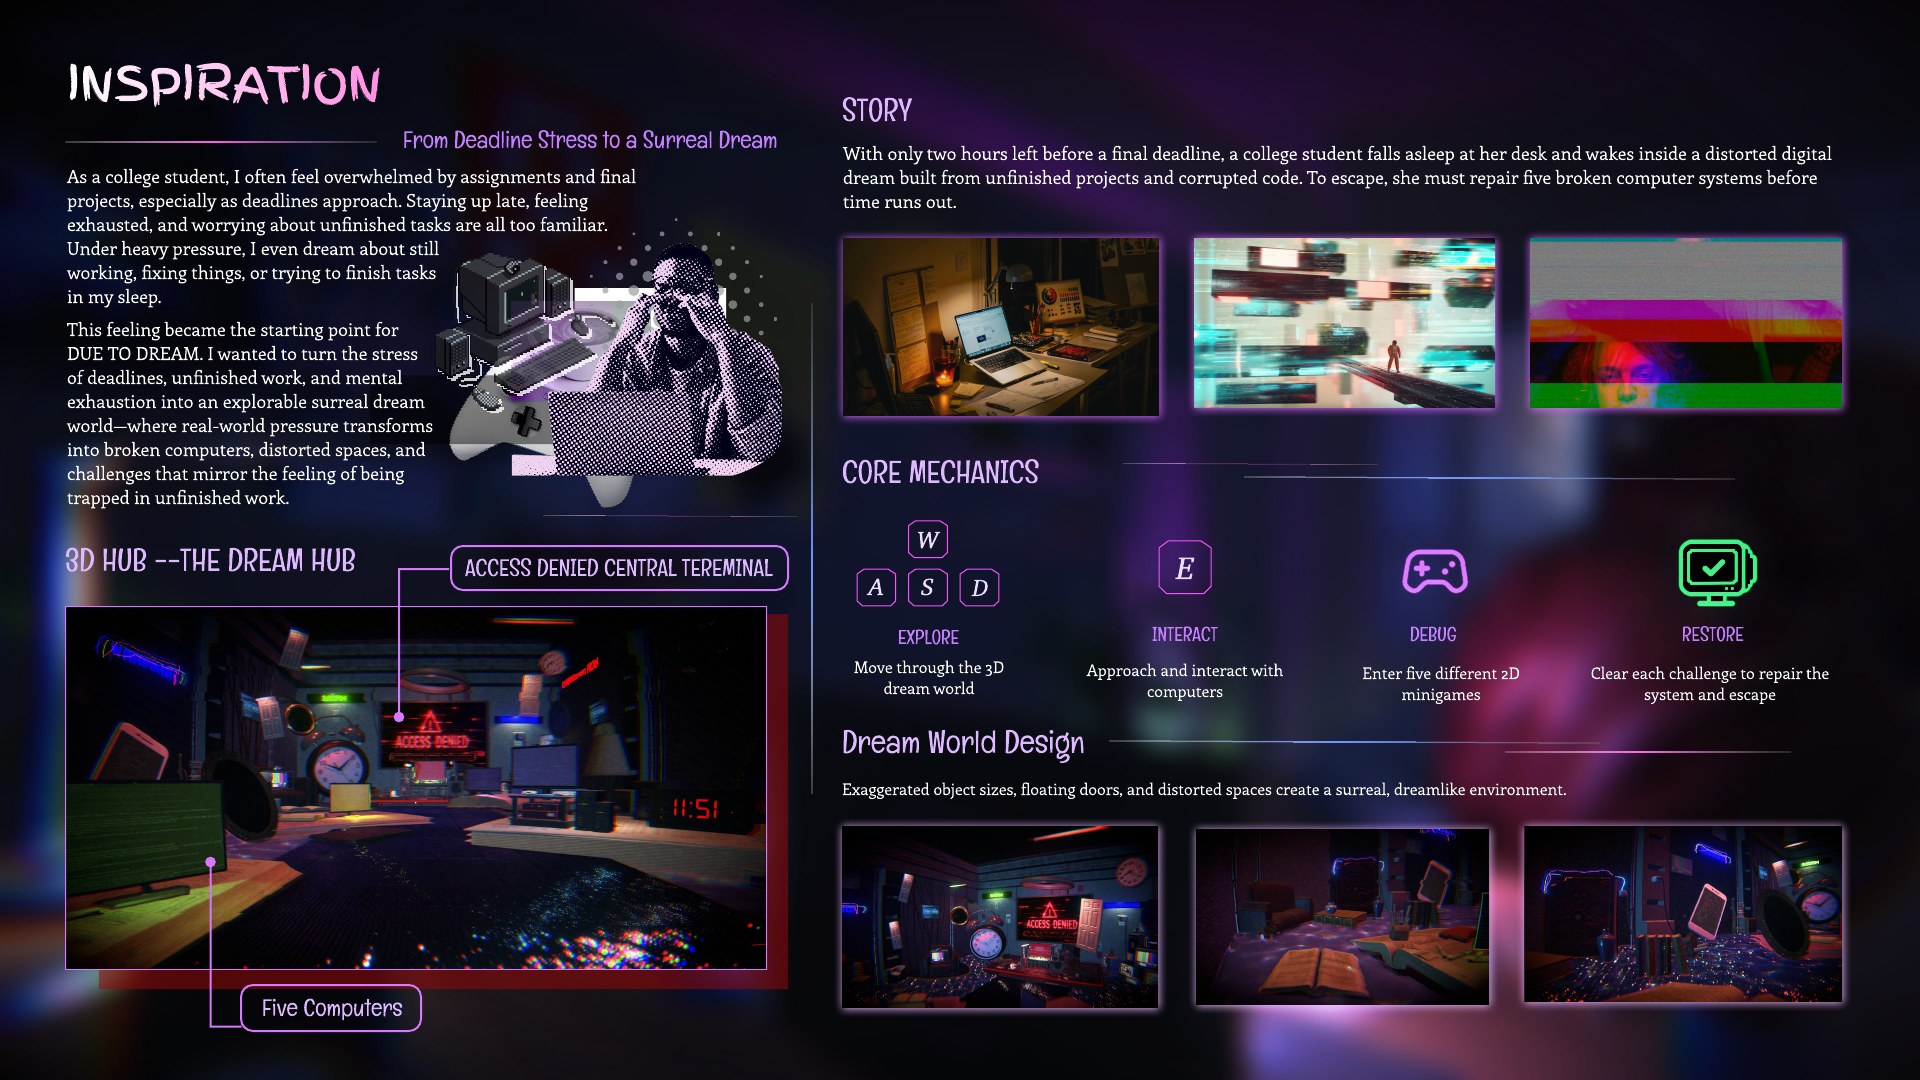 INSPIRATION
From Deadline Stress to a Surreal Dream
As a college student, I often feel overwhelmed by assignments and final
projects, especially as deadlines approach. Staying up late, feeling
exhausted, and worrying about unfinished tasks are all too familiar.
Under heavy pressure, I even dream about still
working, fixing things, or trying to finish tasks
in my sleep.
This feeling became the starting point for
DUE TO DREAM. I wanted to turn the stress
of deadlines, unfinished work, and mental
exhaustion into an explorable surreal dream
world—where real-world pressure transforms
into broken computers, distorted spaces, and
challenges that mirror the feeling of being
trapped in unfinished work.
3D HUB --THE DREAM HUB
ACCESS DENIED CENTRAL TEREMINAL
ACCESS DENIED
11:51
Five Computers
STORY
With only two hours left before a final deadline, a college student falls asleep at her desk and wakes inside a distorted digital
dream built from unfinished projects and corrupted code. To escape, she must repair five broken computer systems before
time runs out.
CORE MECHANICS
W
A S D
EXPLORE
Move through the 3D
dream world
E
INTERACT
Approach and interact with
computers
DEBUG
Enter five different 2D
minigames
RESTORE
Clear each challenge to repair the
system and escape
Dream World Design
Exaggerated object sizes, floating doors, and distorted spaces create a surreal, dreamlike environment.
ACCESS DENIED